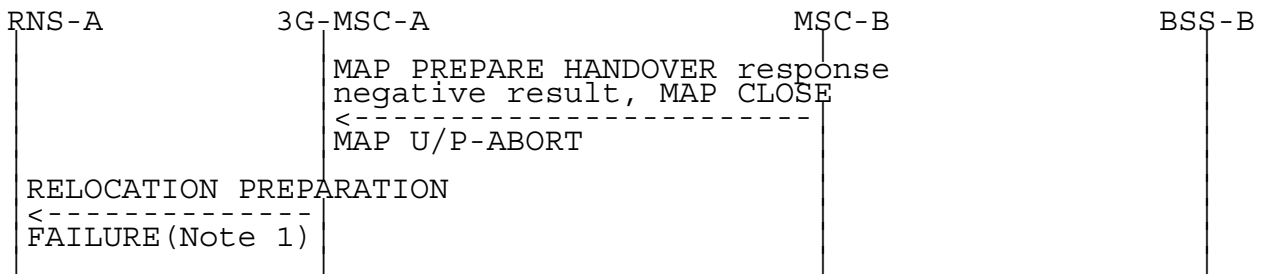 RNS-A 3G-MSC-A MSC-B BSS-B
MAP PREPARE HANDOVER response
negative result, MAP CLOSE
<------------------------
MAP U/P-ABORT
RELOCATION PREPARATION
<--------------
FAILURE(Note 1)